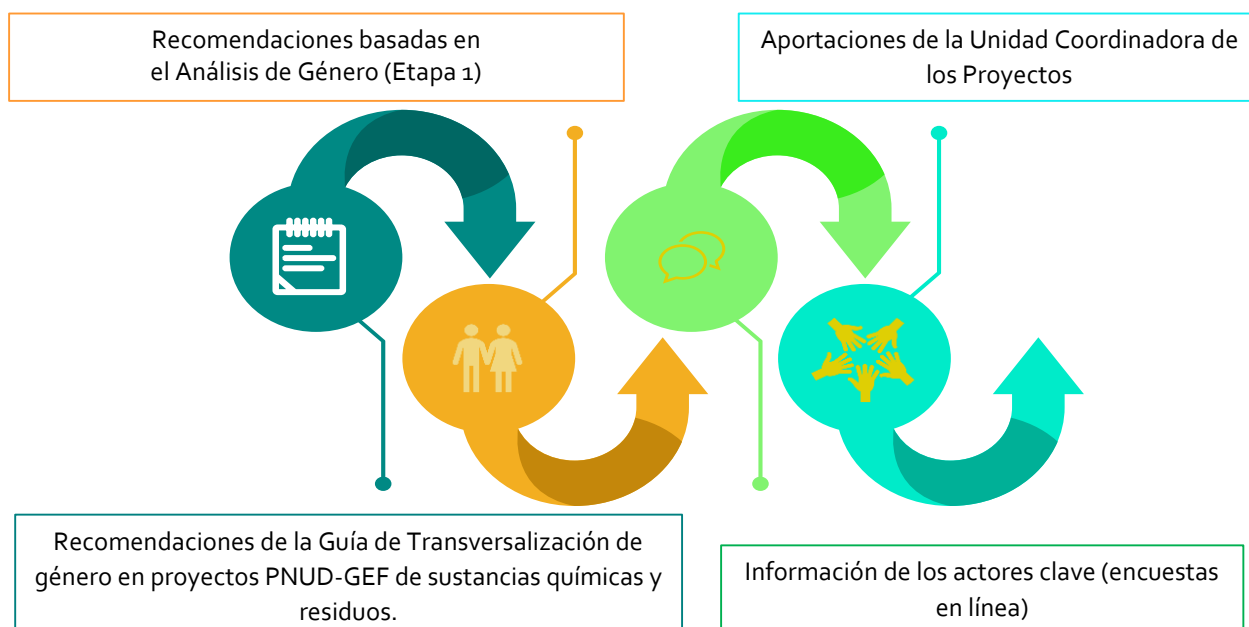 Recomendaciones basadas en
el Análisis de Género (Etapa 1)
Aportaciones de la Unidad Coordinadora de
los Proyectos
Recomendaciones de la Guía de Transversalización de
género en proyectos PNUD-GEF de sustancias químicas y
residuos.
Información de los actores clave (encuestas
en línea)